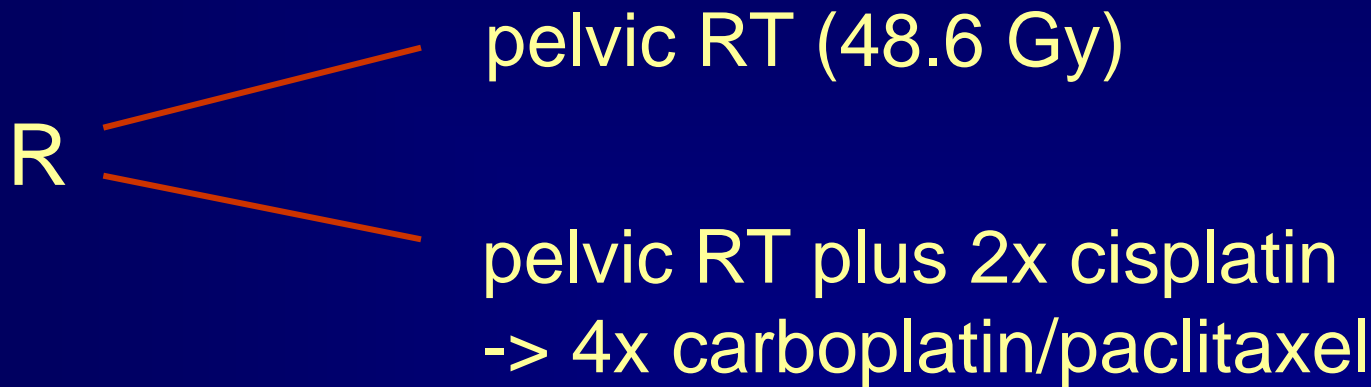 pelvic RT (48.6 Gy)
R
pelvic RT plus 2x cisplatin
-> 4x carboplatin/paclitaxel